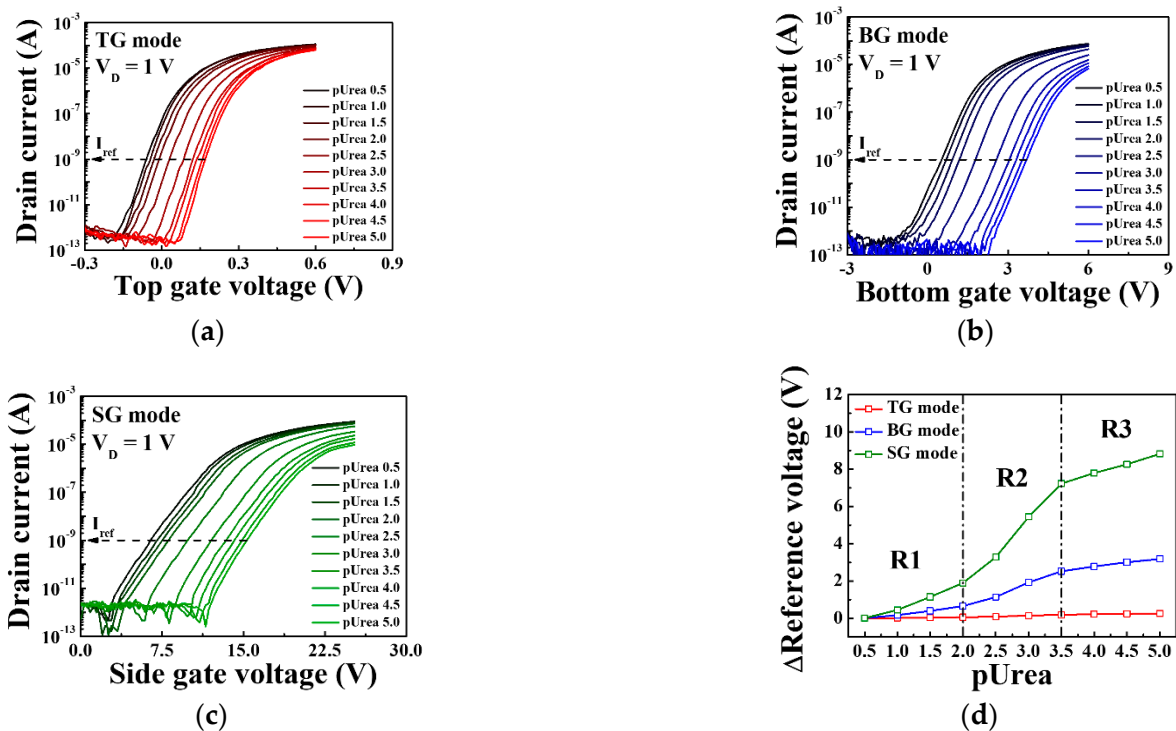 Drain current (A)
10^-3
10^-5
10^-7
10^-9
10^-11
10^-13
TG mode
V_D = 1 V
I_ref
pUrea 0.5
pUrea 1.0
pUrea 1.5
pUrea 2.0
pUrea 2.5
pUrea 3.0
pUrea 3.5
pUrea 4.0
pUrea 4.5
pUrea 5.0
-0.3 0.0 0.3 0.6 0.9
Top gate voltage (V)
(a)
Drain current (A)
10^-3
10^-5
10^-7
10^-9
10^-11
10^-13
BG mode
V_D = 1 V
I_ref
pUrea 0.5
pUrea 1.0
pUrea 1.5
pUrea 2.0
pUrea 2.5
pUrea 3.0
pUrea 3.5
pUrea 4.0
pUrea 4.5
pUrea 5.0
-3 0 3 6 9
Bottom gate voltage (V)
(b)
Drain current (A)
10^-3
10^-5
10^-7
10^-9
10^-11
10^-13
SG mode
V_D = 1 V
I_ref
pUrea 0.5
pUrea 1.0
pUrea 1.5
pUrea 2.0
pUrea 2.5
pUrea 3.0
pUrea 3.5
pUrea 4.0
pUrea 4.5
pUrea 5.0
0.0 7.5 15.0 22.5 30.0
Side gate voltage (V)
(c)
ΔReference voltage (V)
12
10
8
6
4
2
0
TG mode
BG mode
SG mode
R1
R2
R3
0.5 1.0 1.5 2.0 2.5 3.0 3.5 4.0 4.5 5.0
pUrea
(d)